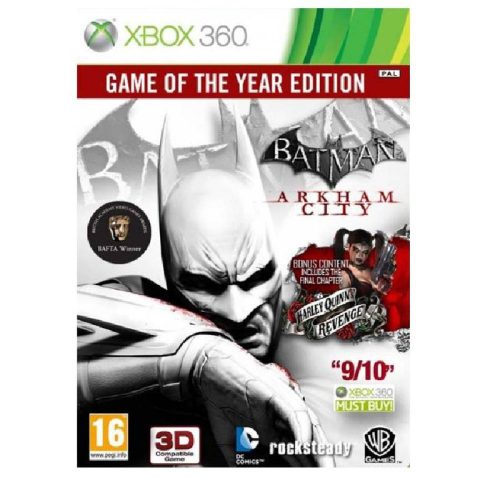 XBOX 360
PAL
GAME OF THE YEAR EDITION
BATMAN
ARKHAM
CITY
BAFTA Winner
BONUS CONTENT
INCLUDES THE
FINAL CHAPTER
HARLEY QUINN'S
REVENGE
"9/10"
XBOX 360
MUST BUY!
16
www.pegi.info
3D
Compatible
Game
DC
COMICS™
rocksteady
WB
GAMES